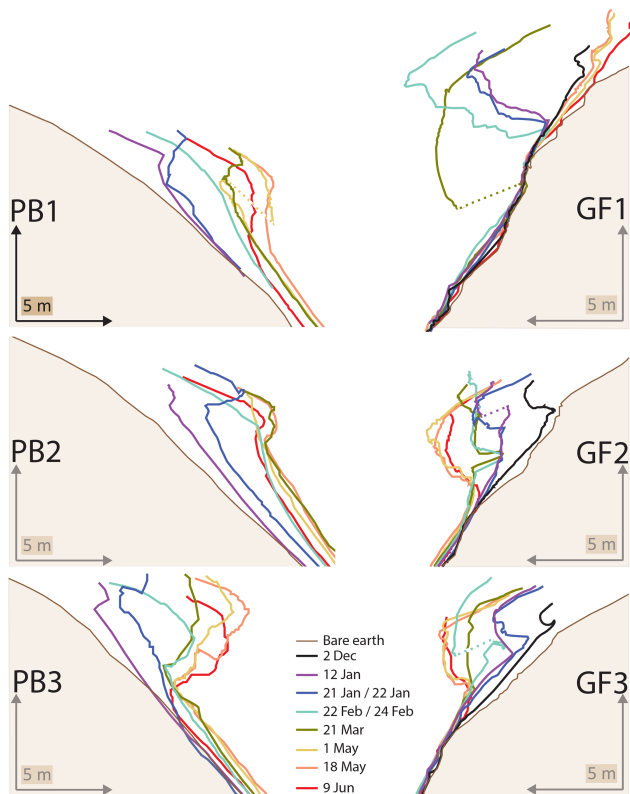 PB1
GF1
5 m
5 m
PB2
GF2
5 m
5 m
PB3
GF3
5 m
5 m
Bare earth
2 Dec
12 Jan
21 Jan / 22 Jan
22 Feb / 24 Feb
21 Mar
1 May
18 May
9 Jun